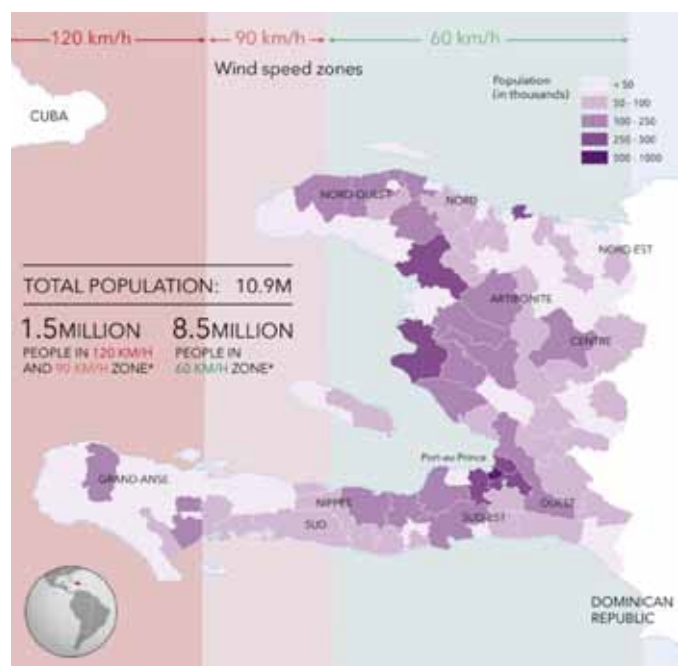 120 km/h
90 km/h
60 km/h
Wind speed zones
Population
(in thousands)
< 50
50 - 100
100 - 250
250 - 500
500 - 1000
CUBA
NORD-OUEST
NORD
NORD-EST
TOTAL POPULATION: 10.9M
ARTIBONITE
1.5MILLION
PEOPLE IN 120 KM/H
AND 90 KM/H ZONE*
8.5MILLION
PEOPLE IN
60 KM/H ZONE*
CENTRE
Port-au Prince
GRAND-ANSE
NIPPES
OUEST
SUD
SUD-EST
DOMINICAN
REPUBLIC